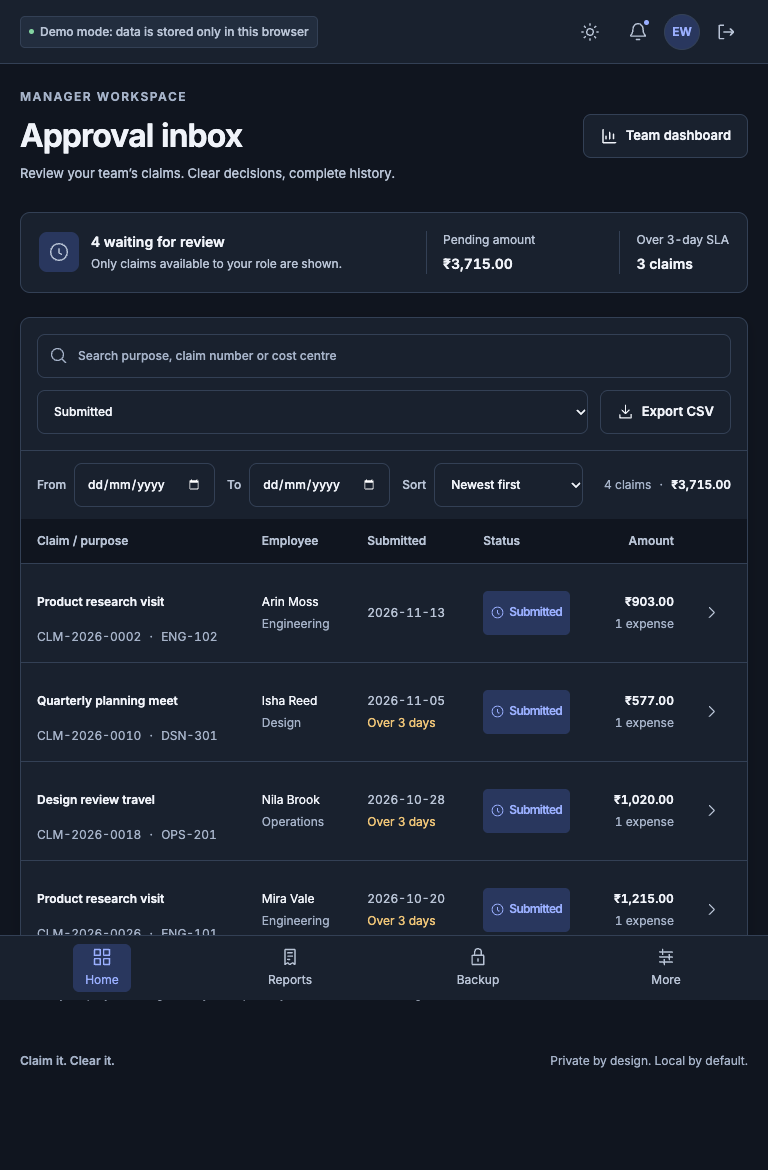 Demo mode: data is stored only in this browser
EW
MANAGER WORKSPACE
Approval inbox
Team dashboard
Review your team's claims. Clear decisions, complete history.
4 waiting for review
Only claims available to your role are shown.
Pending amount
₹3,715.00
Over 3-day SLA
3 claims
Search purpose, claim number or cost centre
Submitted
Export CSV
From dd/mm/yyyy To dd/mm/yyyy Sort Newest first 4 claims · ₹3,715.00
Claim / purpose Employee Submitted Status Amount
Product research visit
CLM-2026-0002 · ENG-102
Arin Moss
Engineering
2026-11-13
Submitted
₹903.00
1 expense
Quarterly planning meet
CLM-2026-0010 · DSN-301
Isha Reed
Design
2026-11-05
Over 3 days
Submitted
₹577.00
1 expense
Design review travel
CLM-2026-0018 · OPS-201
Nila Brook
Operations
2026-10-28
Over 3 days
Submitted
₹1,020.00
1 expense
Product research visit
CLM-2026-0026 · ENG-101
Mira Vale
Engineering
2026-10-20
Over 3 days
Submitted
₹1,215.00
1 expense
Home
Reports
Backup
More
Claim it. Clear it.
Private by design. Local by default.